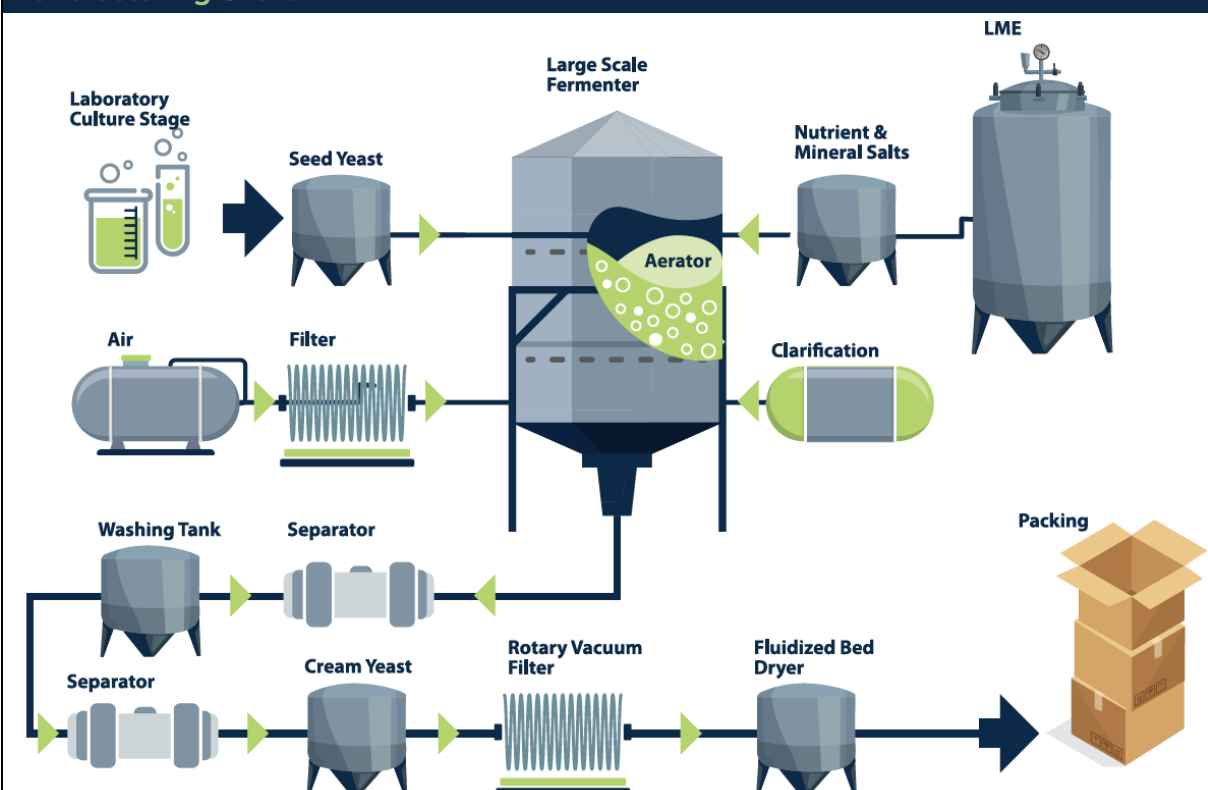 LME
Large Scale
Fermenter
Laboratory
Culture Stage
Nutrient &
Mineral Salts
Seed Yeast
Aerator
Air
Filter
Clarification
Packing
Washing Tank
Separator
Rotary Vacuum
Filter
Fluidized Bed
Dryer
Cream Yeast
Separator